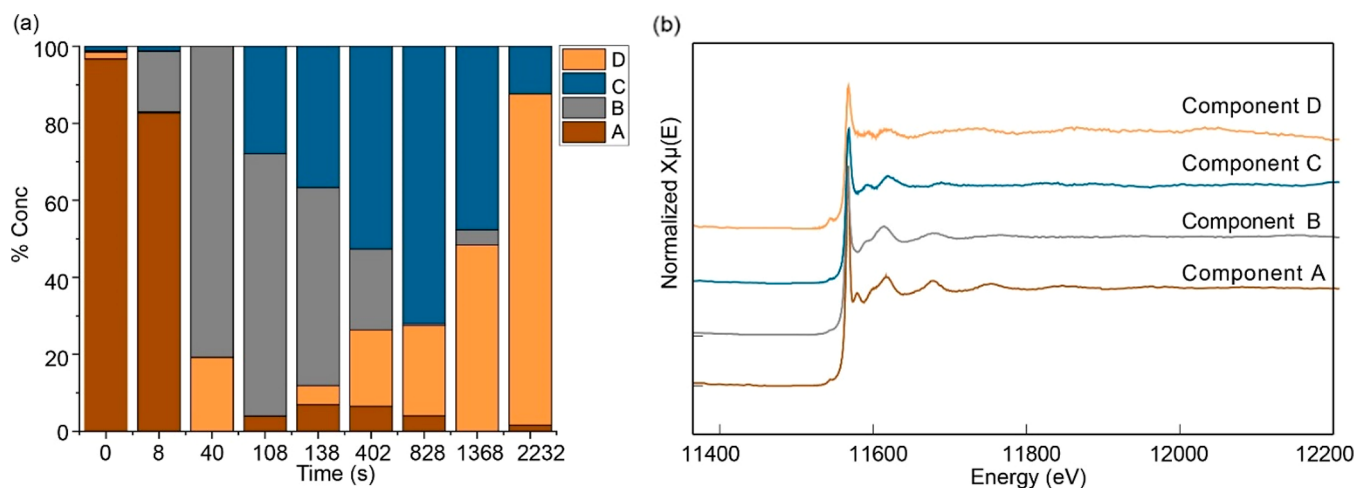 (a)
100
80
60
40
20
0
% Conc
D
C
B
A
0 8 40 108 138 402 828 1368 2232
Time (s)
(b)
Normalized Xμ(E)
Component D
Component C
Component B
Component A
11400 11600 11800 12000 12200
Energy (eV)